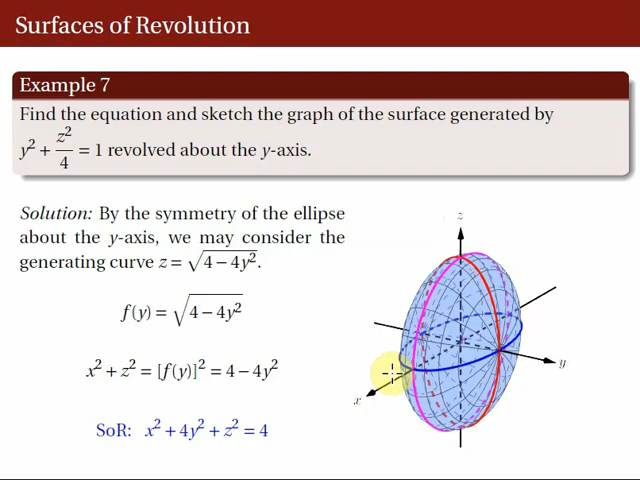 Surfaces of Revolution
Example 7
Find the equation and sketch the graph of the surface generated by
y² + z²/4 = 1 revolved about the y-axis.
Solution: By the symmetry of the ellipse
about the y-axis, we may consider the
generating curve z = √(4 − 4y²).
f(y) = √(4 − 4y²)
x² + z² = [f(y)]² = 4 − 4y²
SoR: x² + 4y² + z² = 4
z
y
x